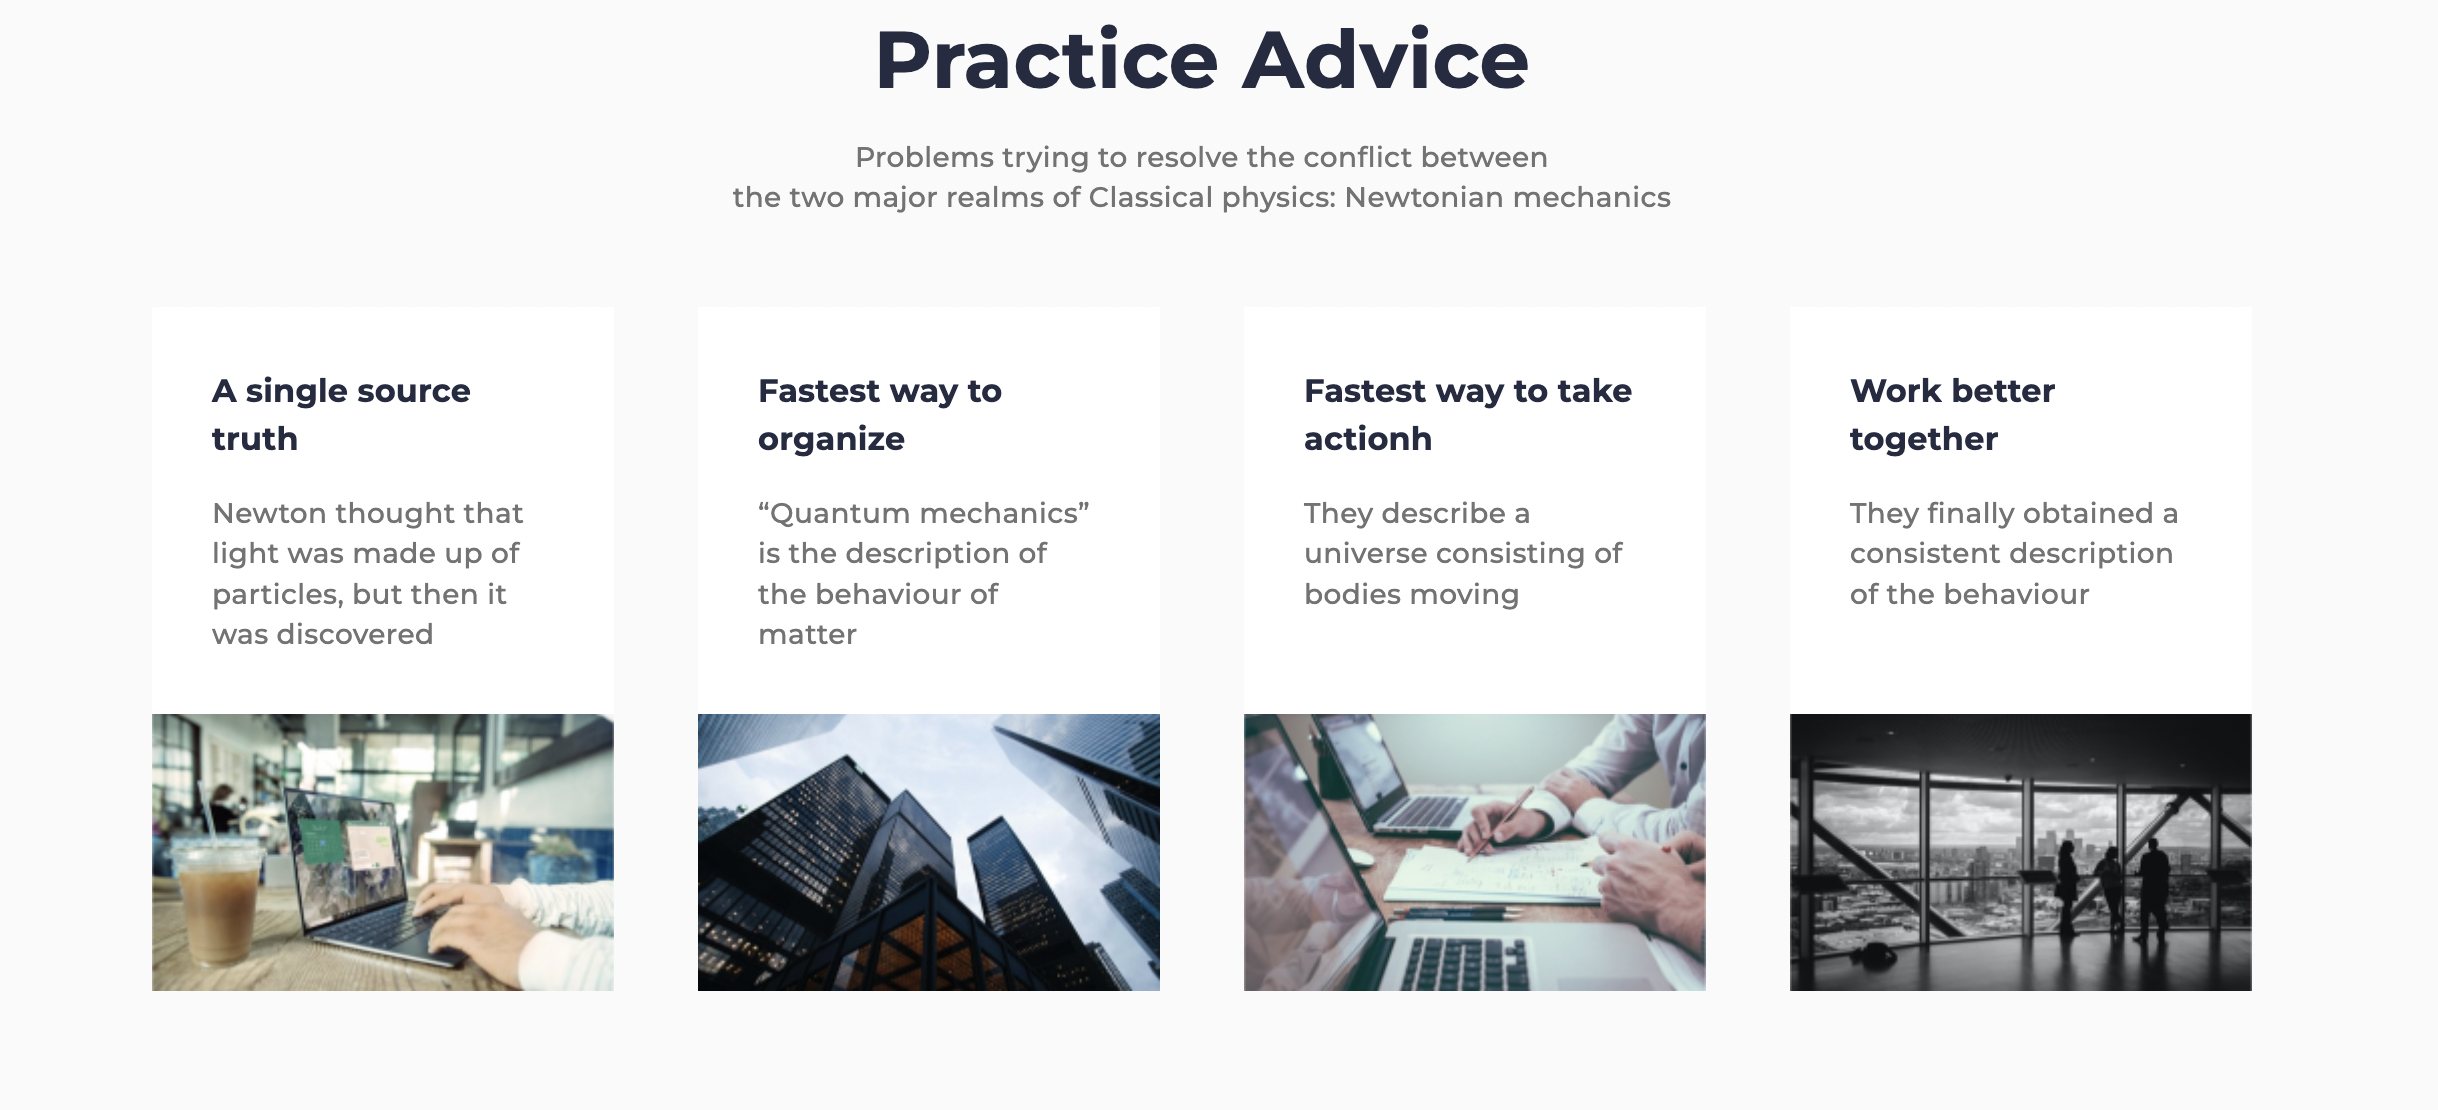 Practice Advice
Problems trying to resolve the conflict between
the two major realms of Classical physics: Newtonian mechanics
A single source
truth
Newton thought that
light was made up of
particles, but then it
was discovered
Fastest way to
organize
“Quantum mechanics”
is the description of
the behaviour of
matter
Fastest way to take
actionh
They describe a
universe consisting of
bodies moving
Work better
together
They finally obtained a
consistent description
of the behaviour